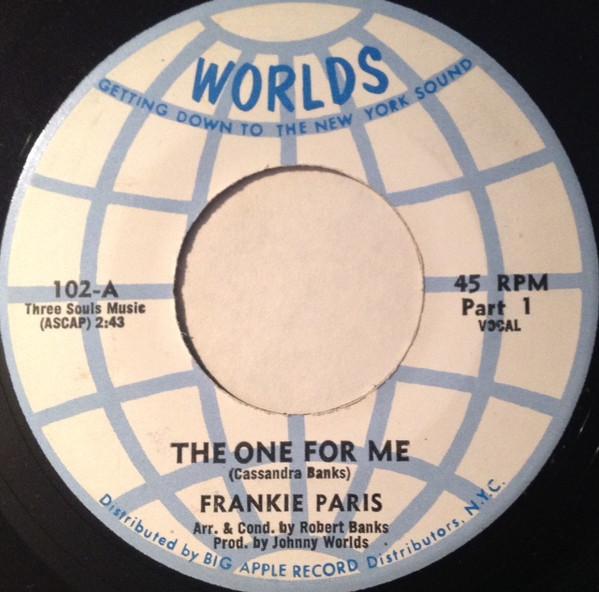 WORLDS
GETTING DOWN TO THE NEW YORK SOUND
102-A
Three Souls Music
(ASCAP) 2:43
45 RPM
Part 1
VOCAL
THE ONE FOR ME
(Cassandra Banks)
FRANKIE PARIS
Arr. & Cond. by Robert Banks
Prod. by Johnny Worlds
Distributed by BIG APPLE RECORD Distributors, N.Y.C.